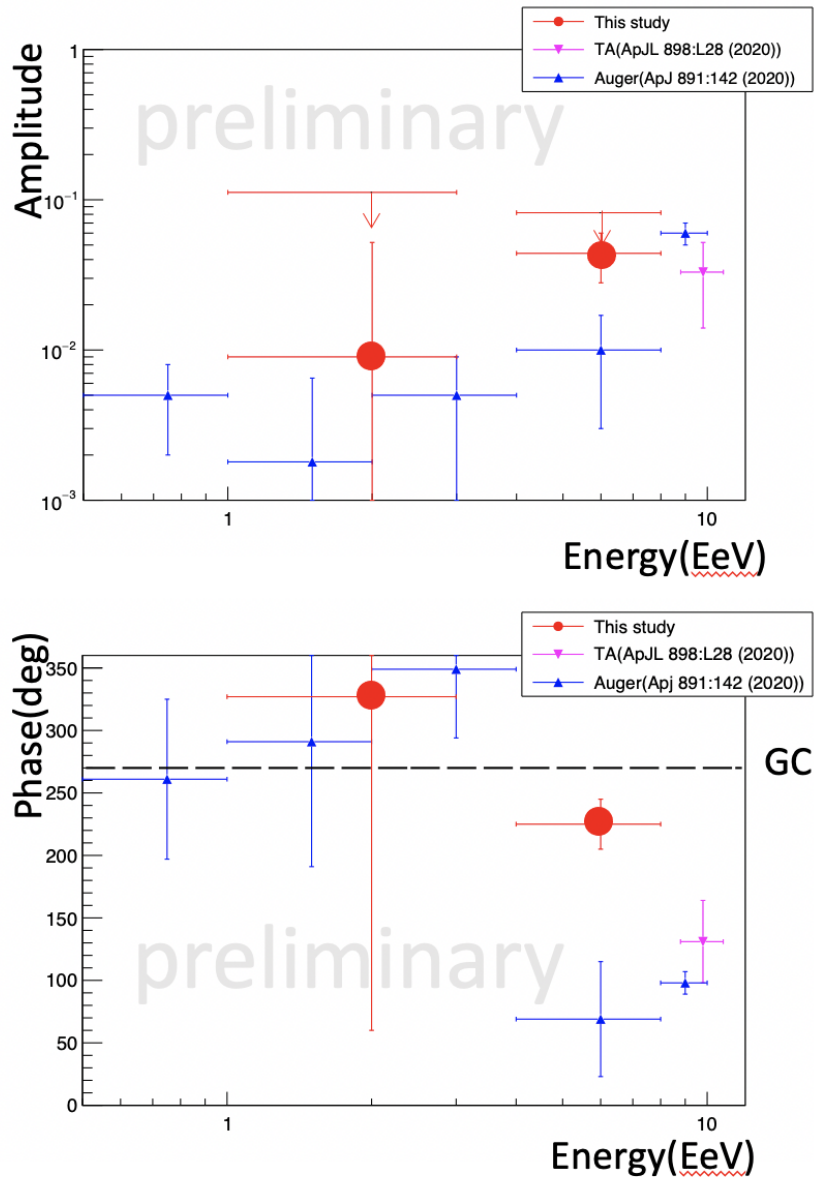 This study
TA(ApJL 898:L28 (2020))
Auger(ApJ 891:142 (2020))
Amplitude
preliminary
1
10⁻¹
10⁻²
10⁻³
1
10
Energy(EeV)
This study
TA(ApJL 898:L28 (2020))
Auger(Apj 891:142 (2020))
Phase(deg)
350
300
250
200
150
100
50
0
GC
preliminary
1
10
Energy(EeV)